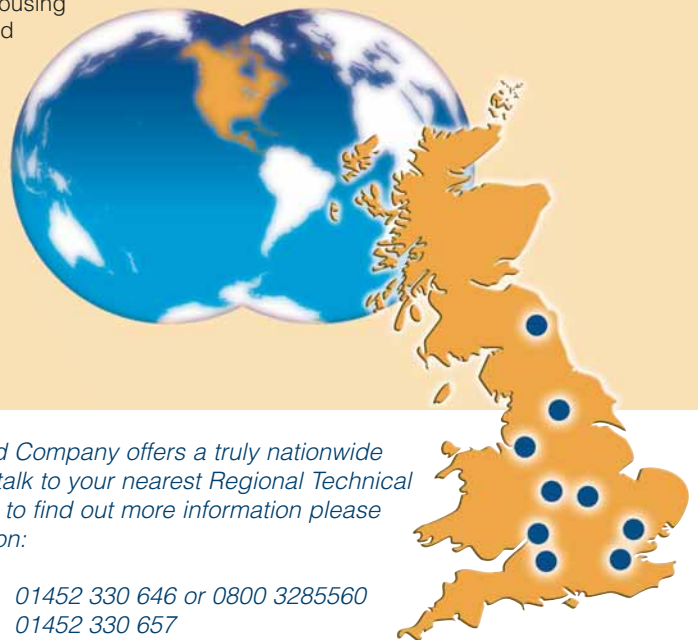 ousing
d
d Company offers a truly nationwide
talk to your nearest Regional Technical
to find out more information please
on:
01452 330 646 or 0800 3285560
01452 330 657